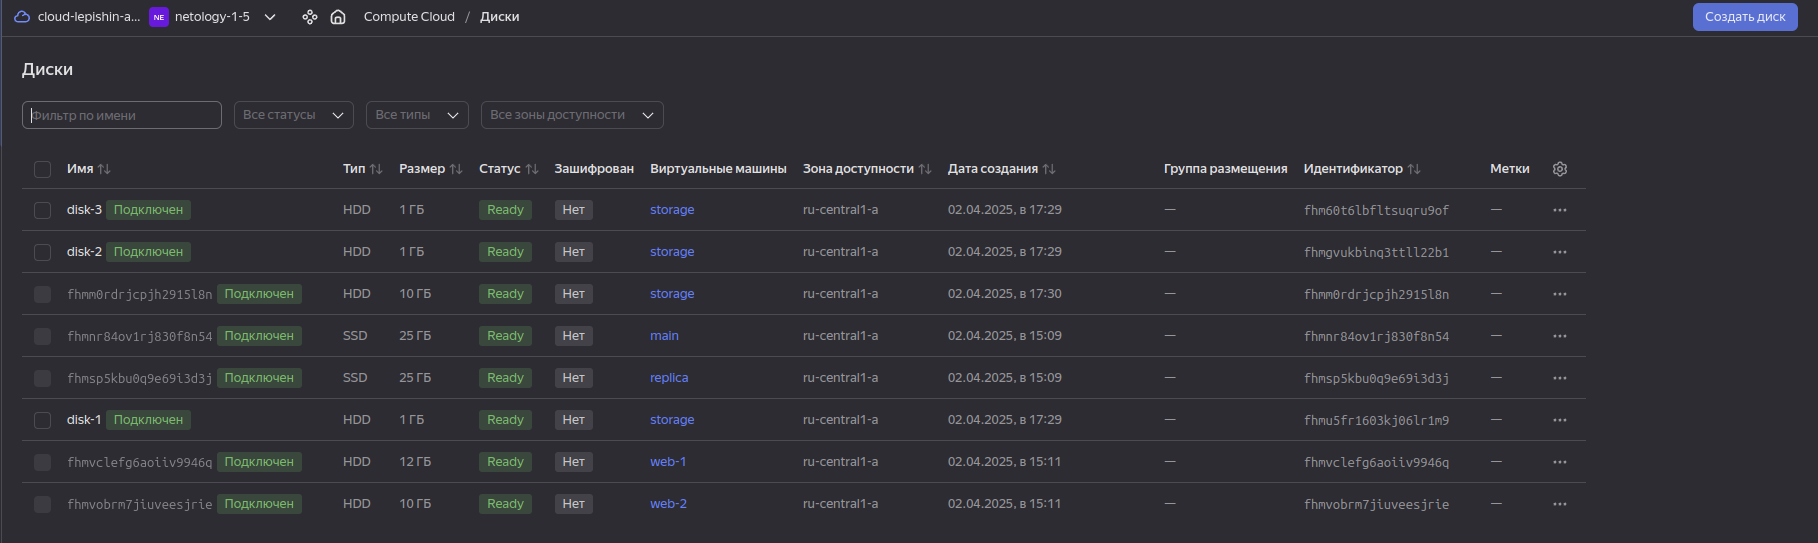 cloud-lepishin-a... NE netology-1-5 Compute Cloud / Диски Создать диск
Диски
Фильтр по имени Все статусы Все типы Все зоны доступности
Имя Тип Размер Статус Зашифрован Виртуальные машины Зона доступности Дата создания Группа размещения Идентификатор Метки
disk-3 Подключен HDD 1 ГБ Ready Нет storage ru-central1-a 02.04.2025, в 17:29 — fhm60t6lbfltsuqru9of — ...
disk-2 Подключен HDD 1 ГБ Ready Нет storage ru-central1-a 02.04.2025, в 17:29 — fhmgvukbinq3ttll22b1 — ...
fhmm0rdrjcpjh2915l8n Подключен HDD 10 ГБ Ready Нет storage ru-central1-a 02.04.2025, в 17:30 — fhmm0rdrjcpjh2915l8n — ...
fhmnr84ov1rj830f8n54 Подключен SSD 25 ГБ Ready Нет main ru-central1-a 02.04.2025, в 15:09 — fhmnr84ov1rj830f8n54 — ...
fhmsp5kbu0q9e69i3d3j Подключен SSD 25 ГБ Ready Нет replica ru-central1-a 02.04.2025, в 15:09 — fhmsp5kbu0q9e69i3d3j — ...
disk-1 Подключен HDD 1 ГБ Ready Нет storage ru-central1-a 02.04.2025, в 17:29 — fhmu5fr1603kj06lr1m9 — ...
fhmvclefg6aoiiv9946q Подключен HDD 12 ГБ Ready Нет web-1 ru-central1-a 02.04.2025, в 15:11 — fhmvclefg6aoiiv9946q — ...
fhmvobrm7jiuveesjrie Подключен HDD 10 ГБ Ready Нет web-2 ru-central1-a 02.04.2025, в 15:11 — fhmvobrm7jiuveesjrie — ...